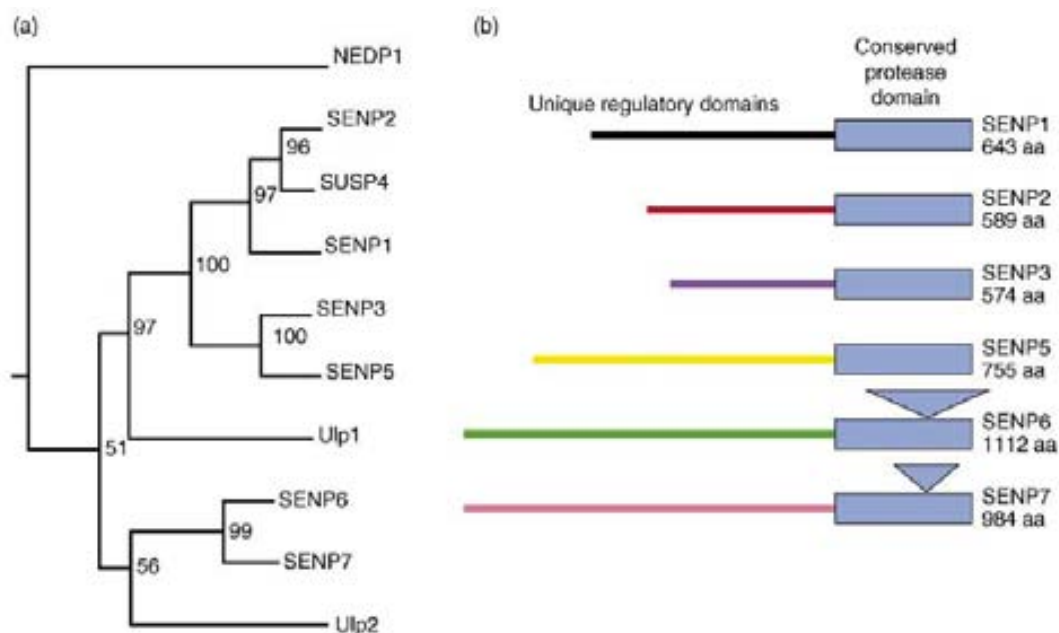 (a)
NEDP1
SENP2
96
SUSP4
97
SENP1
100
SENP3
97
100
SENP5
Ulp1
51
SENP6
99
SENP7
56
Ulp2
(b)
Conserved
protease
domain
Unique regulatory domains
SENP1
643 aa
SENP2
589 aa
SENP3
574 aa
SENP5
755 aa
SENP6
1112 aa
SENP7
984 aa